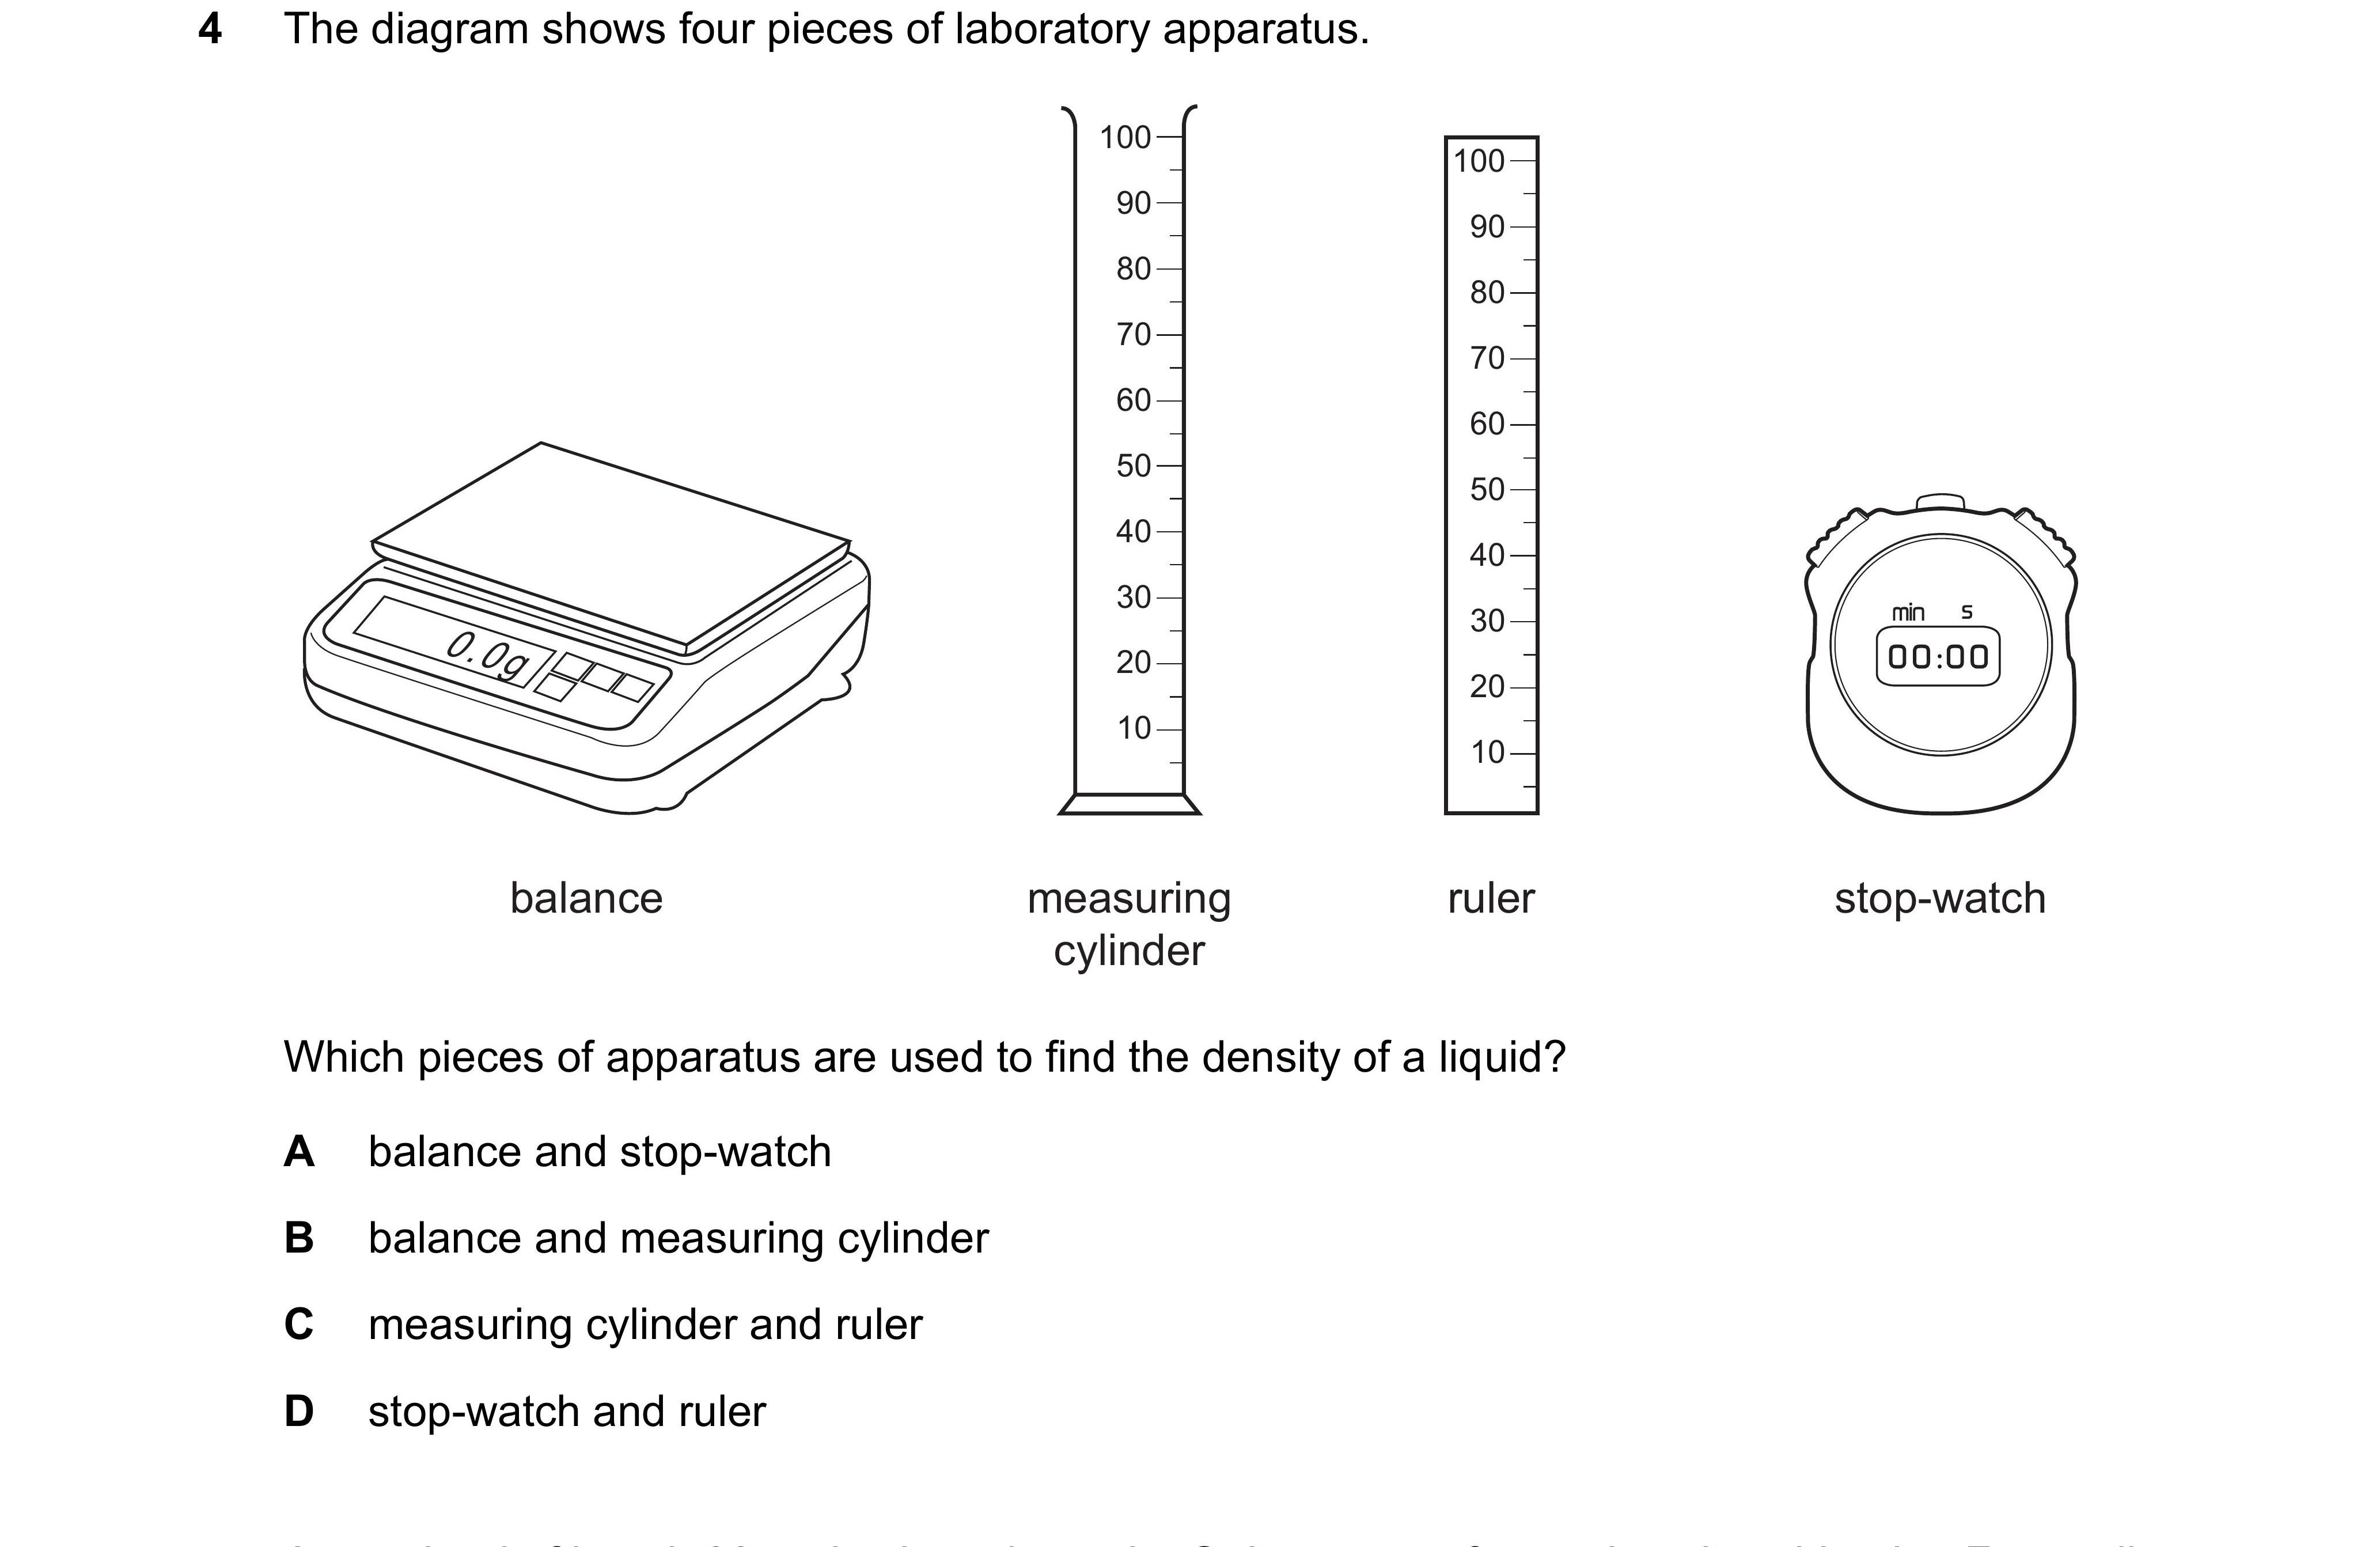 4 The diagram shows four pieces of laboratory apparatus.
100
90
80
70
60
50
40
30
20
10
100
90
80
70
60
50
40
30
20
10
0.0g
min s
00:00
balance
measuring
cylinder
ruler
stop-watch
Which pieces of apparatus are used to find the density of a liquid?
A balance and stop-watch
B balance and measuring cylinder
C measuring cylinder and ruler
D stop-watch and ruler